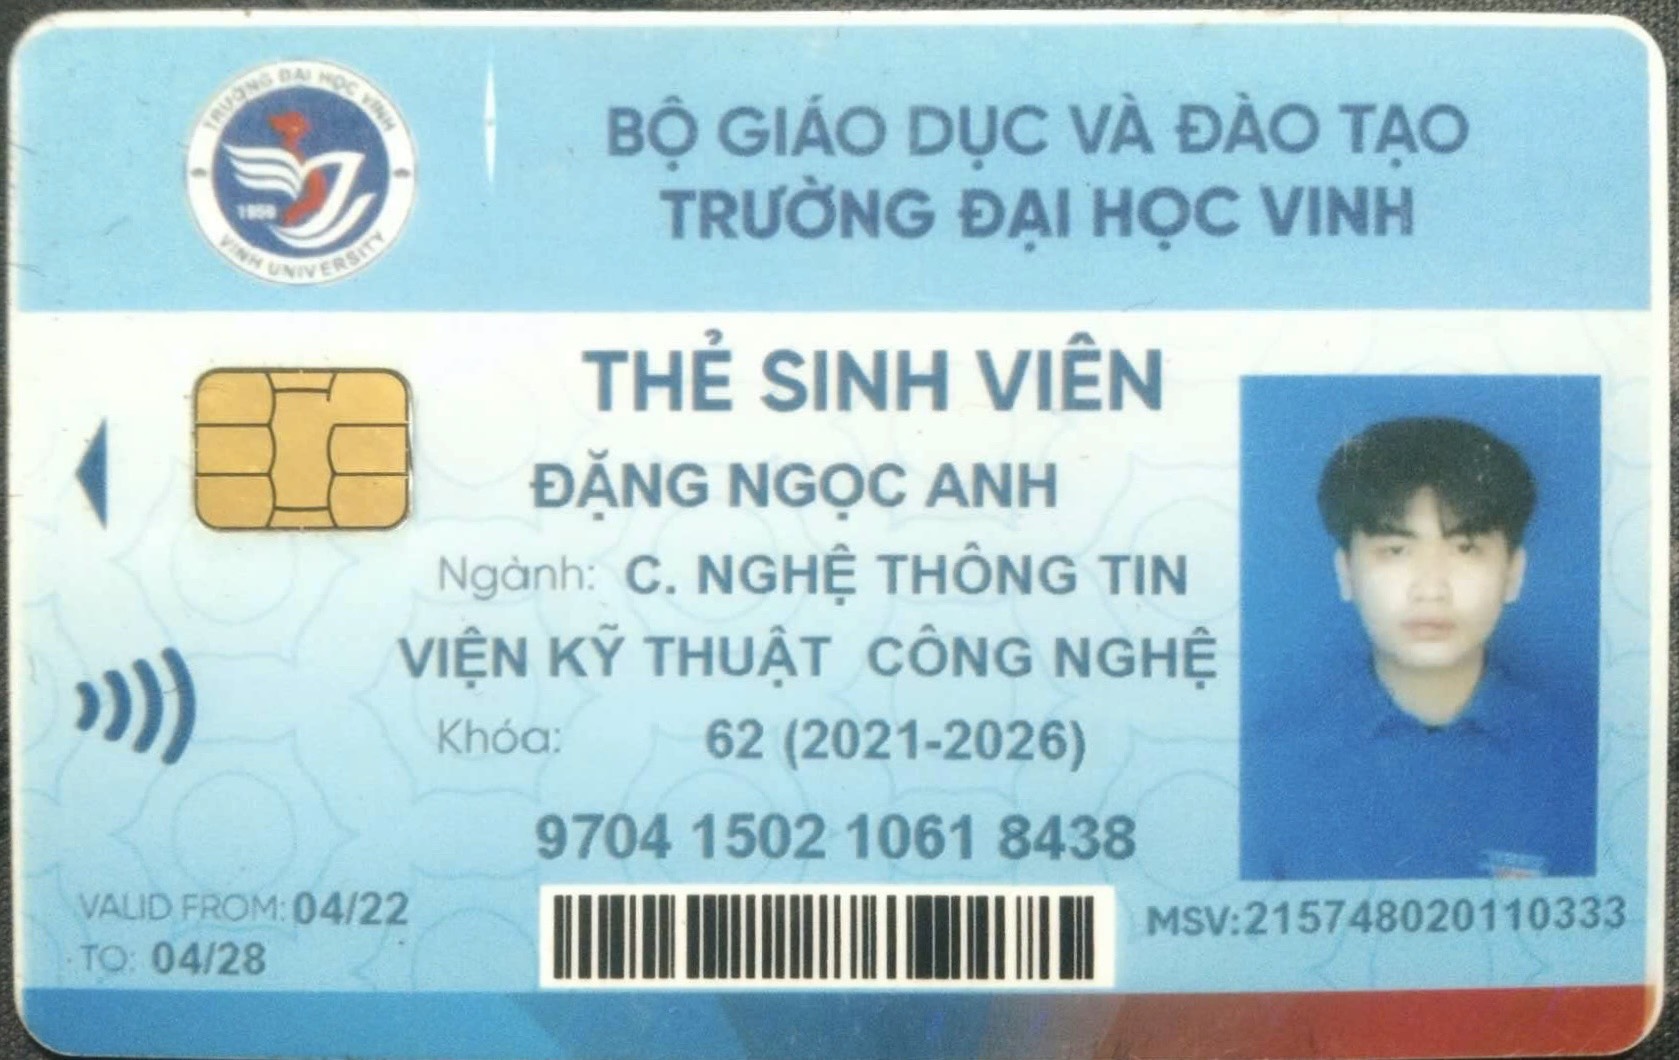 TRƯỜNG ĐẠI HỌC VINH
1959
VINH UNIVERSITY
BỘ GIÁO DỤC VÀ ĐÀO TẠO
TRƯỜNG ĐẠI HỌC VINH
THẺ SINH VIÊN
ĐẶNG NGỌC ANH
Ngành: C. NGHỆ THÔNG TIN
VIỆN KỸ THUẬT CÔNG NGHỆ
Khóa: 62 (2021-2026)
9704 1502 1061 8438
VALID FROM: 04/22
TO: 04/28
MSV:215748020110333